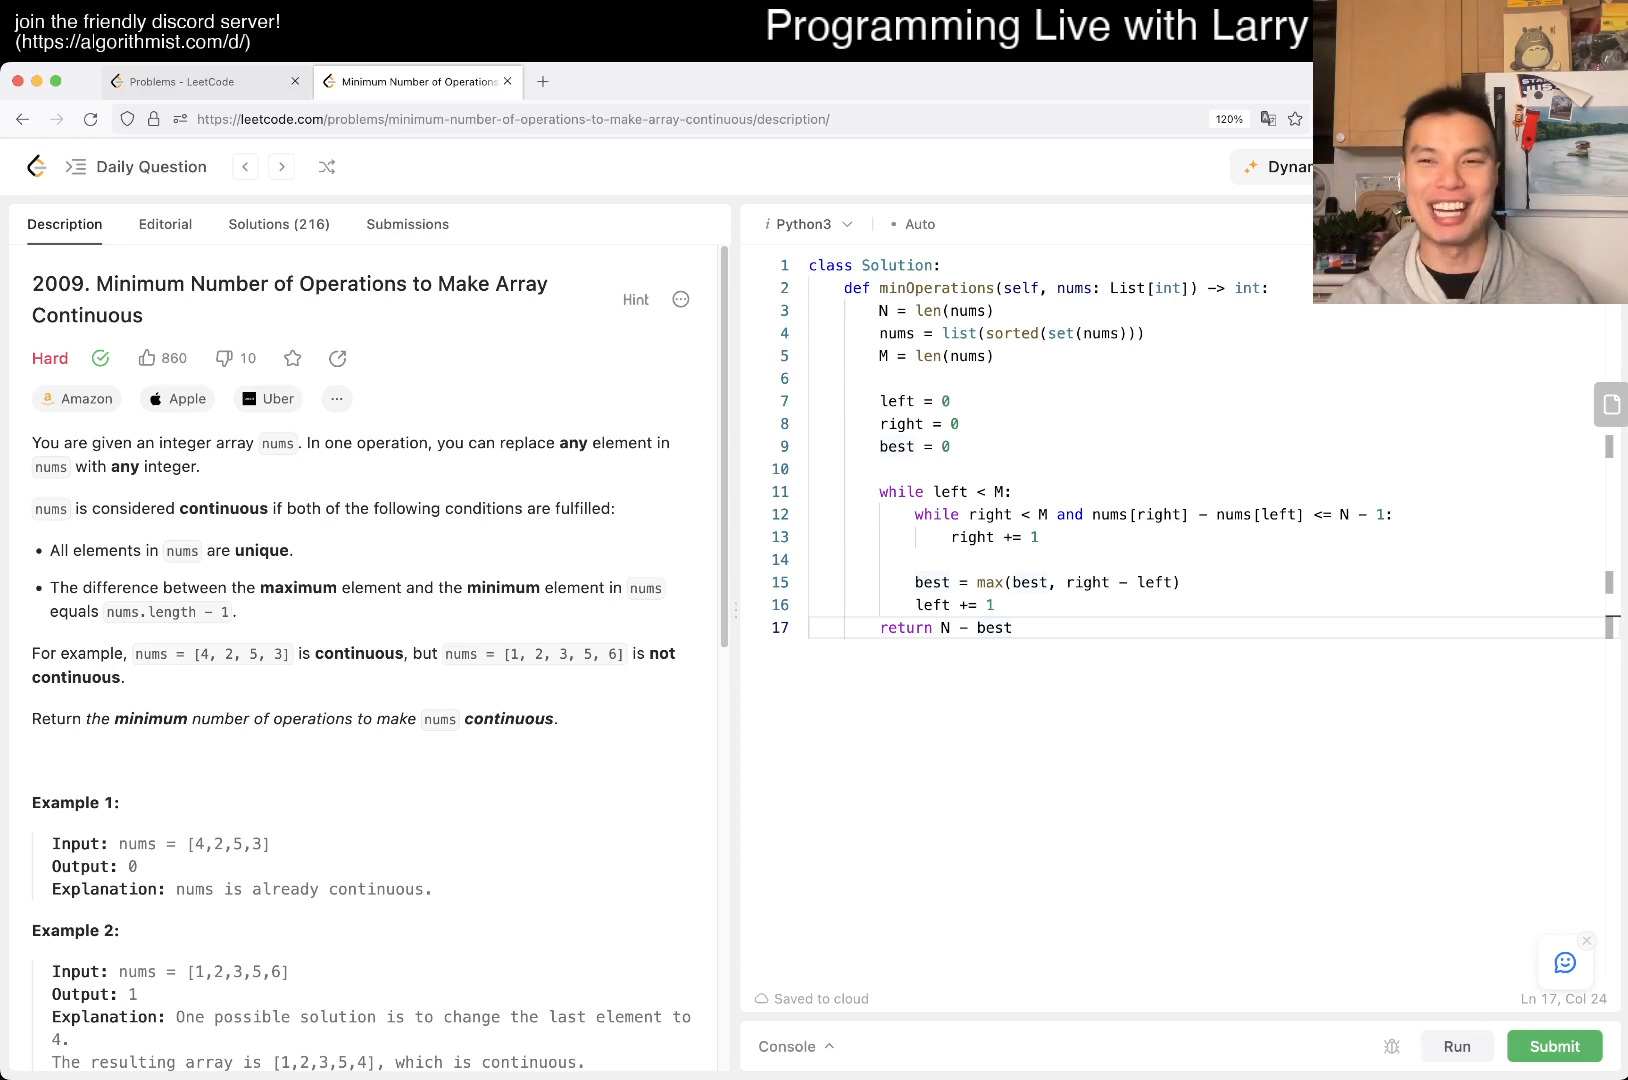 join the friendly discord server!
(https://algorithmist.com/d/)
Programming Live with Larry
Problems - LeetCode
Minimum Number of Operations
https://leetcode.com/problems/minimum-number-of-operations-to-make-array-continuous/description/
120%
Daily Question
Dynam
Description
Editorial
Solutions (216)
Submissions
2009. Minimum Number of Operations to Make Array
Continuous
Hint
Hard
860
10
Amazon
Apple
Uber
...
You are given an integer array nums. In one operation, you can replace any element in
nums with any integer.
nums is considered continuous if both of the following conditions are fulfilled:
• All elements in nums are unique.
• The difference between the maximum element and the minimum element in nums
equals nums.length - 1.
For example, nums = [4, 2, 5, 3] is continuous, but nums = [1, 2, 3, 5, 6] is not
continuous.
Return the minimum number of operations to make nums continuous.
Example 1:
Input: nums = [4,2,5,3]
Output: 0
Explanation: nums is already continuous.
Example 2:
Input: nums = [1,2,3,5,6]
Output: 1
Explanation: One possible solution is to change the last element to
4.
The resulting array is [1,2,3,5,4], which is continuous.
i Python3
• Auto
1 class Solution:
2 def minOperations(self, nums: List[int]) -> int:
3 N = len(nums)
4 nums = list(sorted(set(nums)))
5 M = len(nums)
6
7 left = 0
8 right = 0
9 best = 0
10
11 while left < M:
12 while right < M and nums[right] - nums[left] <= N - 1:
13 right += 1
14
15 best = max(best, right - left)
16 left += 1
17 return N - best
Saved to cloud
Ln 17, Col 24
Console
Run
Submit